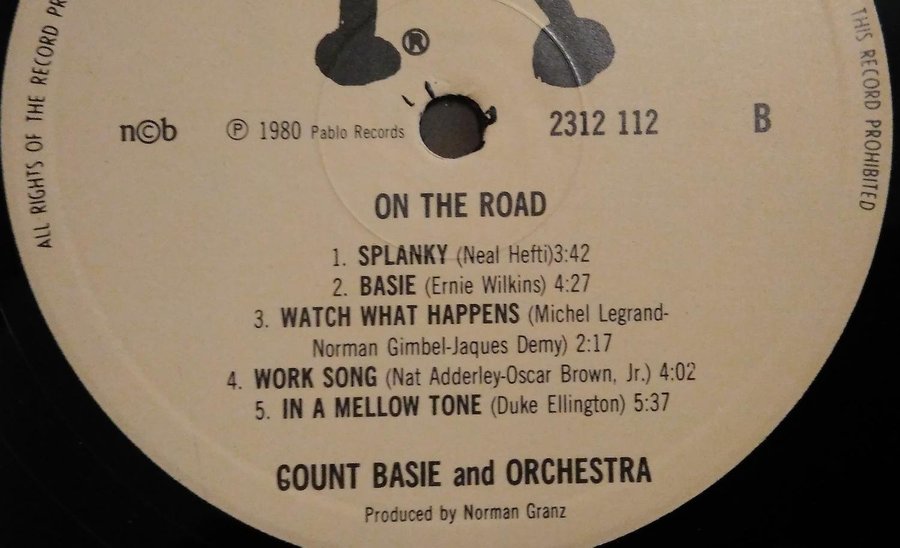 ALL RIGHTS OF THE RECORD
THIS RECORD PROHIBITED
®
n©b ℗ 1980 Pablo Records 2312 112 B
ON THE ROAD
1. SPLANKY (Neal Hefti)3:42
2. BASIE (Ernie Wilkins) 4:27
3. WATCH WHAT HAPPENS (Michel Legrand-
Norman Gimbel-Jaques Demy) 2:17
4. WORK SONG (Nat Adderley-Oscar Brown, Jr.) 4:02
5. IN A MELLOW TONE (Duke Ellington) 5:37
COUNT BASIE and ORCHESTRA
Produced by Norman Granz